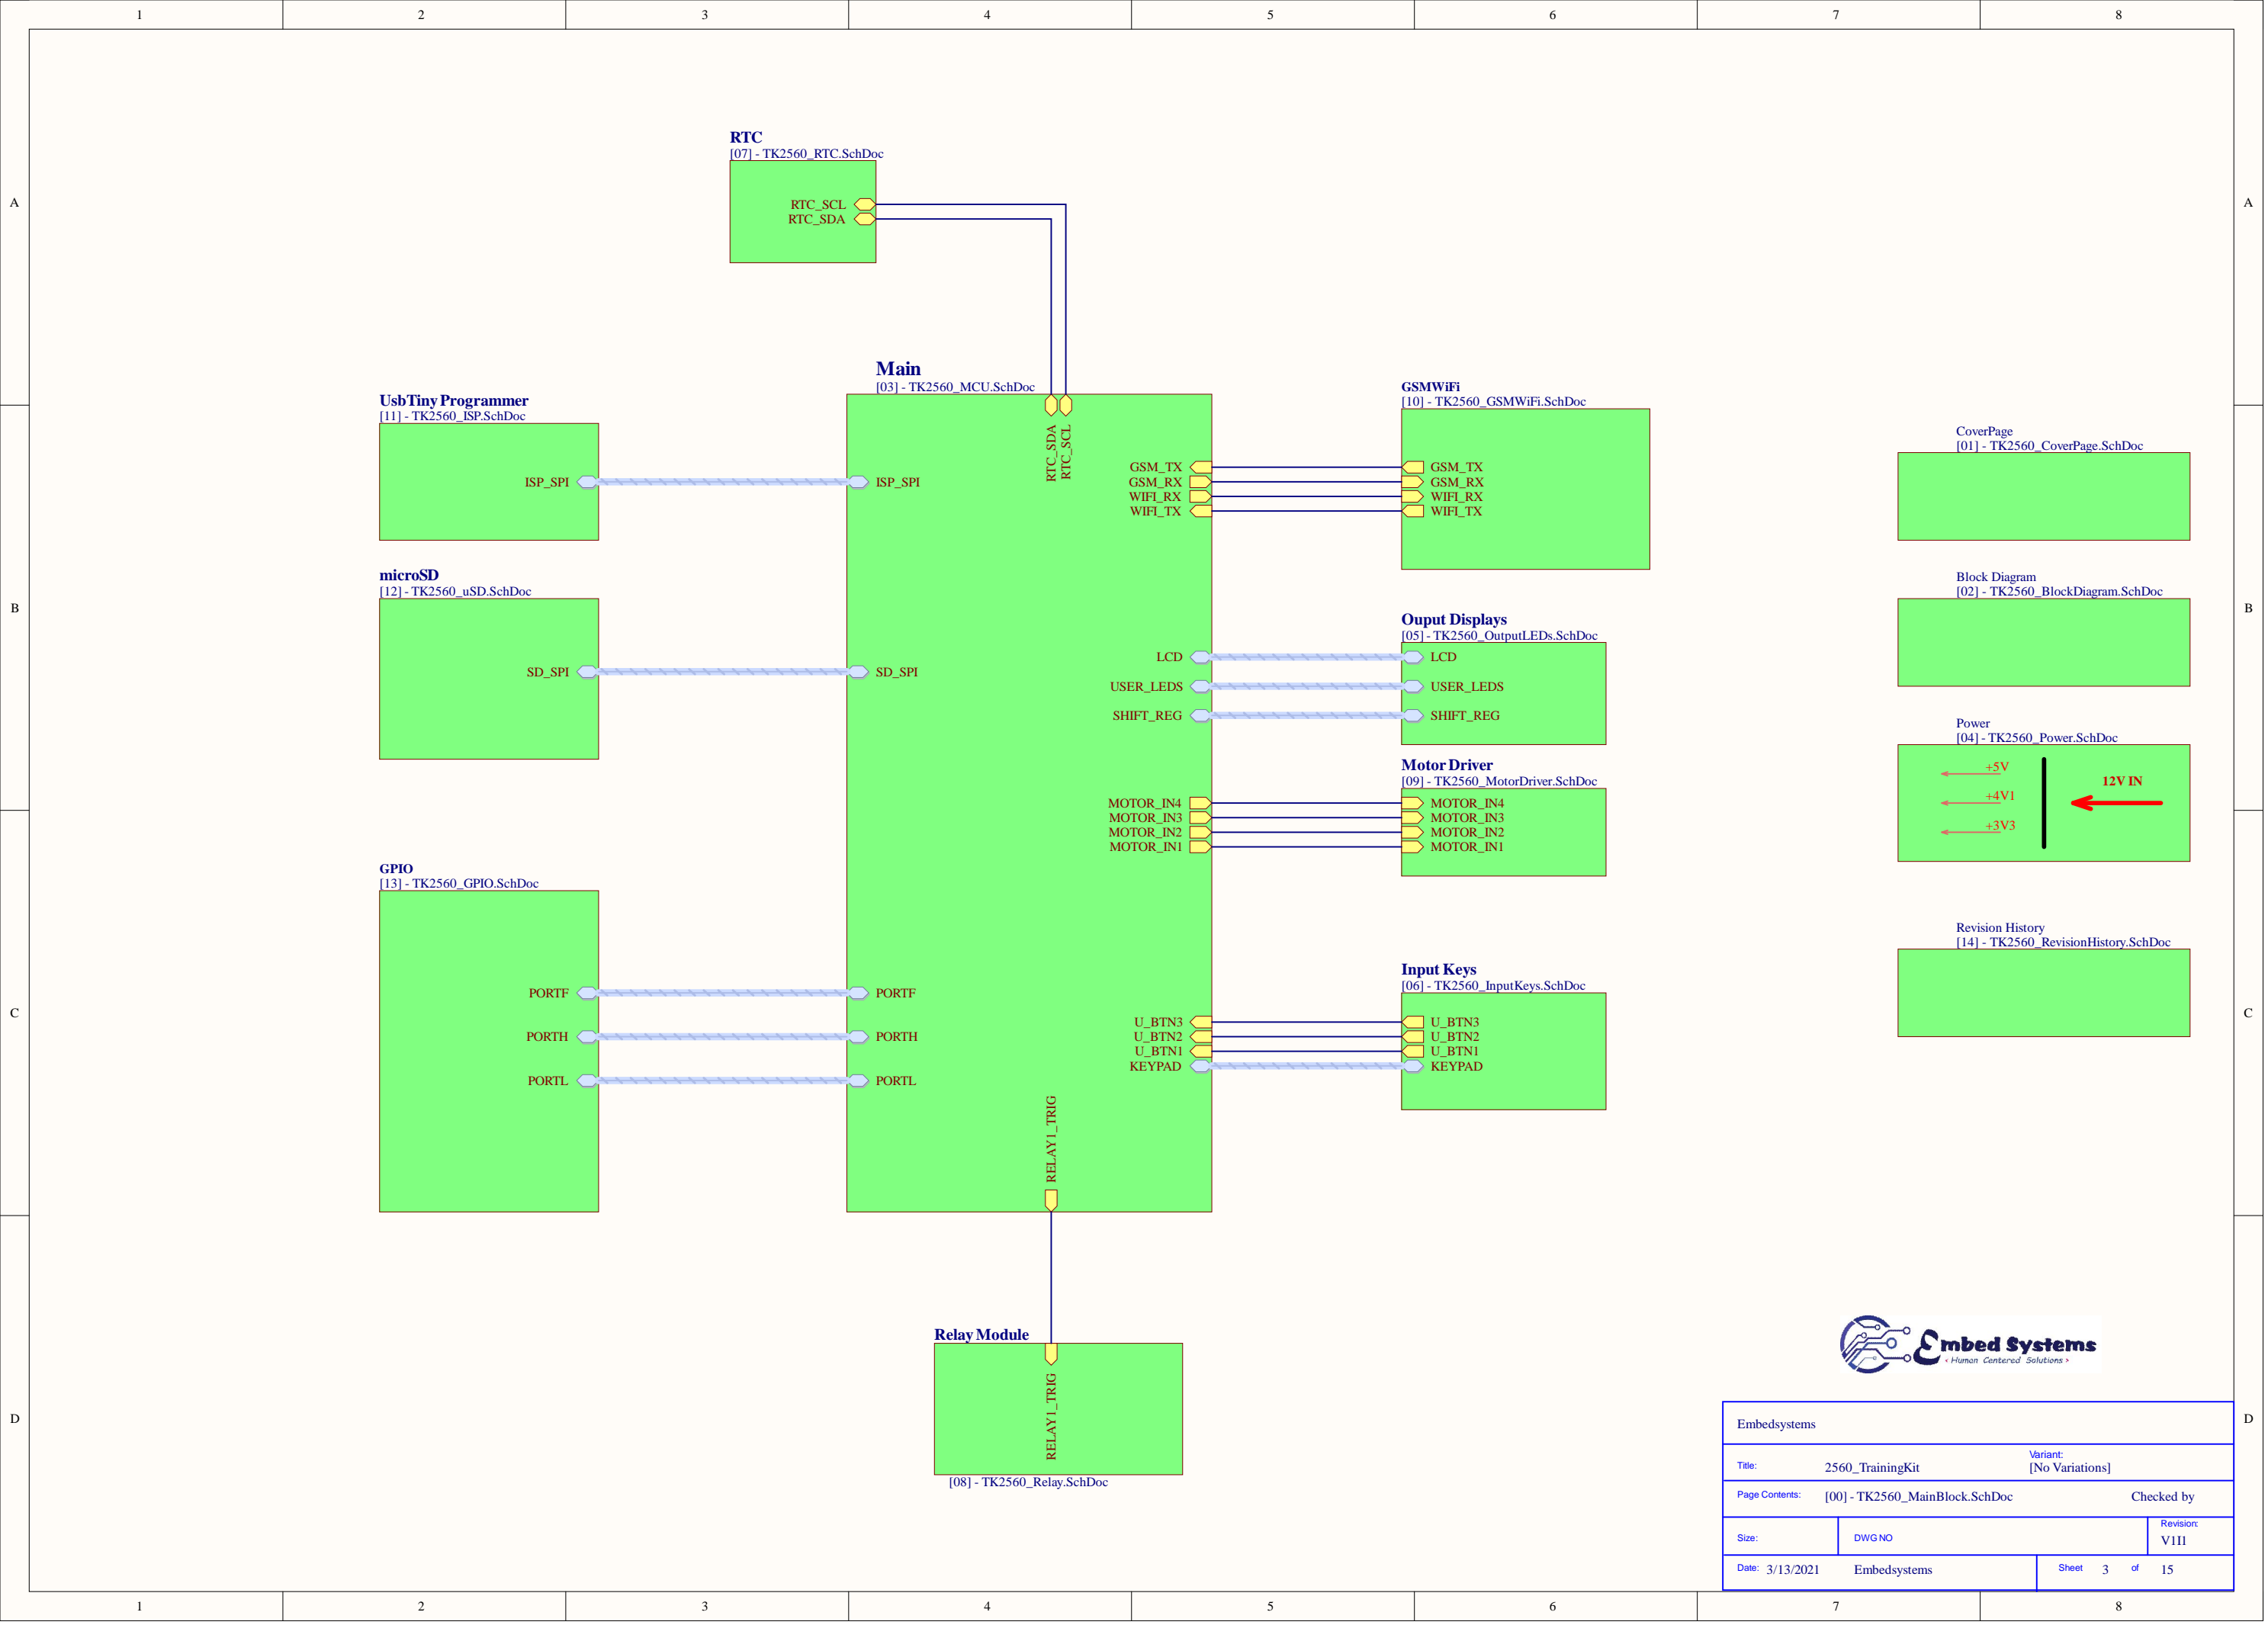 1 2 3 4 5 6 7 8
A A
RTC
[07] - TK2560_RTC.SchDoc
RTC_SCL
RTC_SDA
Main
[03] - TK2560_MCU.SchDoc
RTC_SDA
RTC_SCL
UsbTiny Programmer
[11] - TK2560_ISP.SchDoc
ISP_SPI ISP_SPI
GSMWiFi
[10] - TK2560_GSMWiFi.SchDoc
GSM_TX GSM_TX
GSM_RX GSM_RX
WIFI_RX WIFI_RX
WIFI_TX WIFI_TX
CoverPage
[01] - TK2560_CoverPage.SchDoc
B B
microSD
[12] - TK2560_uSD.SchDoc
SD_SPI SD_SPI
Ouput Displays
[05] - TK2560_OutputLEDs.SchDoc
LCD LCD
USER_LEDS USER_LEDS
SHIFT_REG SHIFT_REG
Block Diagram
[02] - TK2560_BlockDiagram.SchDoc
Motor Driver
[09] - TK2560_MotorDriver.SchDoc
MOTOR_IN4 MOTOR_IN4
MOTOR_IN3 MOTOR_IN3
MOTOR_IN2 MOTOR_IN2
MOTOR_IN1 MOTOR_IN1
Power
[04] - TK2560_Power.SchDoc
+5V
12V IN
+4V1
+3V3
GPIO
[13] - TK2560_GPIO.SchDoc
PORTF PORTF
PORTH PORTH
PORTL PORTL
C C
Input Keys
[06] - TK2560_InputKeys.SchDoc
U_BTN3 U_BTN3
U_BTN2 U_BTN2
U_BTN1 U_BTN1
KEYPAD KEYPAD
Revision History
[14] - TK2560_RevisionHistory.SchDoc
RELAY1_TRIG
Relay Module
RELAY1_TRIG
[08] - TK2560_Relay.SchDoc
D D
Embed Systems
< Human Centered Solutions >
Embedsystems
Title: 2560_TrainingKit Variant: [No Variations]
Page Contents: [00] - TK2560_MainBlock.SchDoc Checked by
Size: DWG NO Revision: V1I1
Date: 3/13/2021 Embedsystems Sheet 3 of 15
1 2 3 4 5 6 7 8